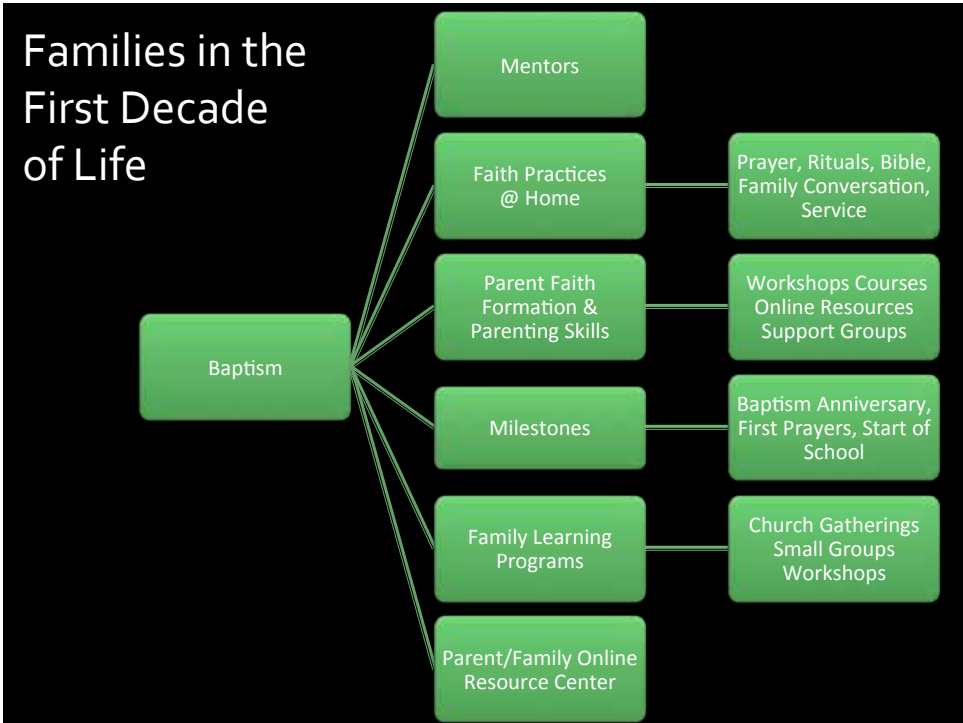 Families in the
First Decade
of Life
Baptism
Mentors
Faith Practices
@ Home
Prayer, Rituals, Bible,
Family Conversation,
Service
Parent Faith
Formation &
Parenting Skills
Workshops Courses
Online Resources
Support Groups
Milestones
Baptism Anniversary,
First Prayers, Start of
School
Family Learning
Programs
Church Gatherings
Small Groups
Workshops
Parent/Family Online
Resource Center